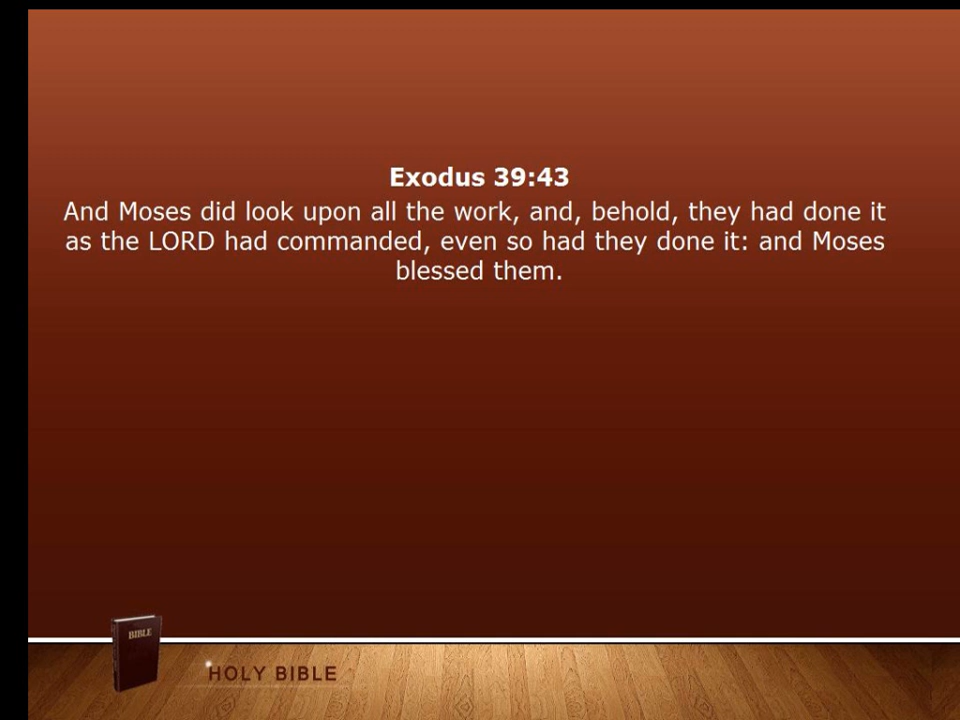 Exodus 39:43
And Moses did look upon all the work, and, behold, they had done it
as the LORD had commanded, even so had they done it: and Moses
blessed them.
BIBLE
HOLY BIBLE